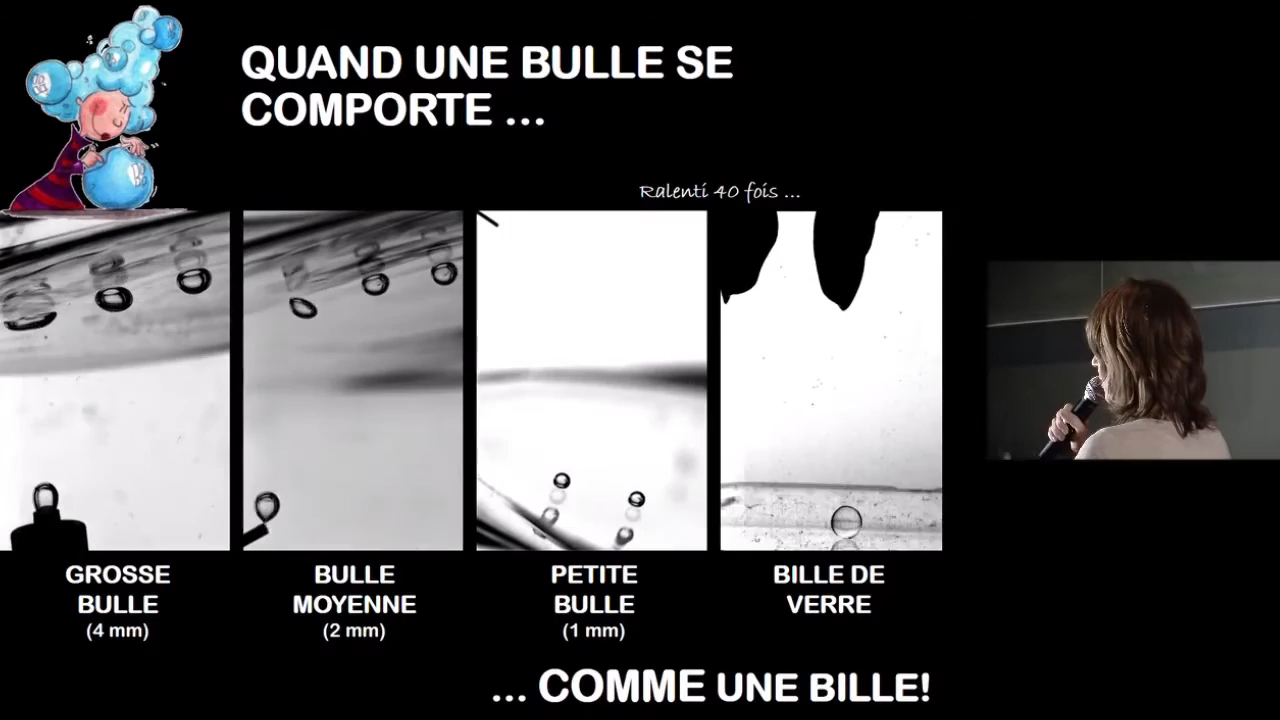 QUAND UNE BULLE SE
COMPORTE ...
Ralenti 40 fois ...
GROSSE
BULLE
(4 mm)
BULLE
MOYENNE
(2 mm)
PETITE
BULLE
(1 mm)
BILLE DE
VERRE
... COMME UNE BILLE!